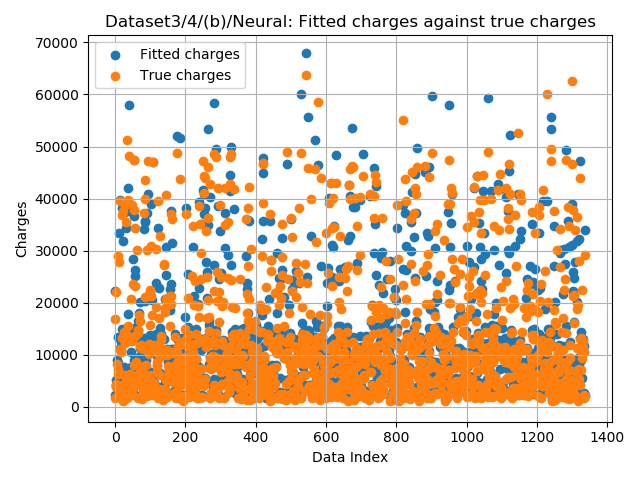 Dataset3/4/(b)/Neural: Fitted charges against true charges
Fitted charges
True charges
70000
60000
50000
40000
30000
20000
10000
0
Charges
0 200 400 600 800 1000 1200 1400
Data Index